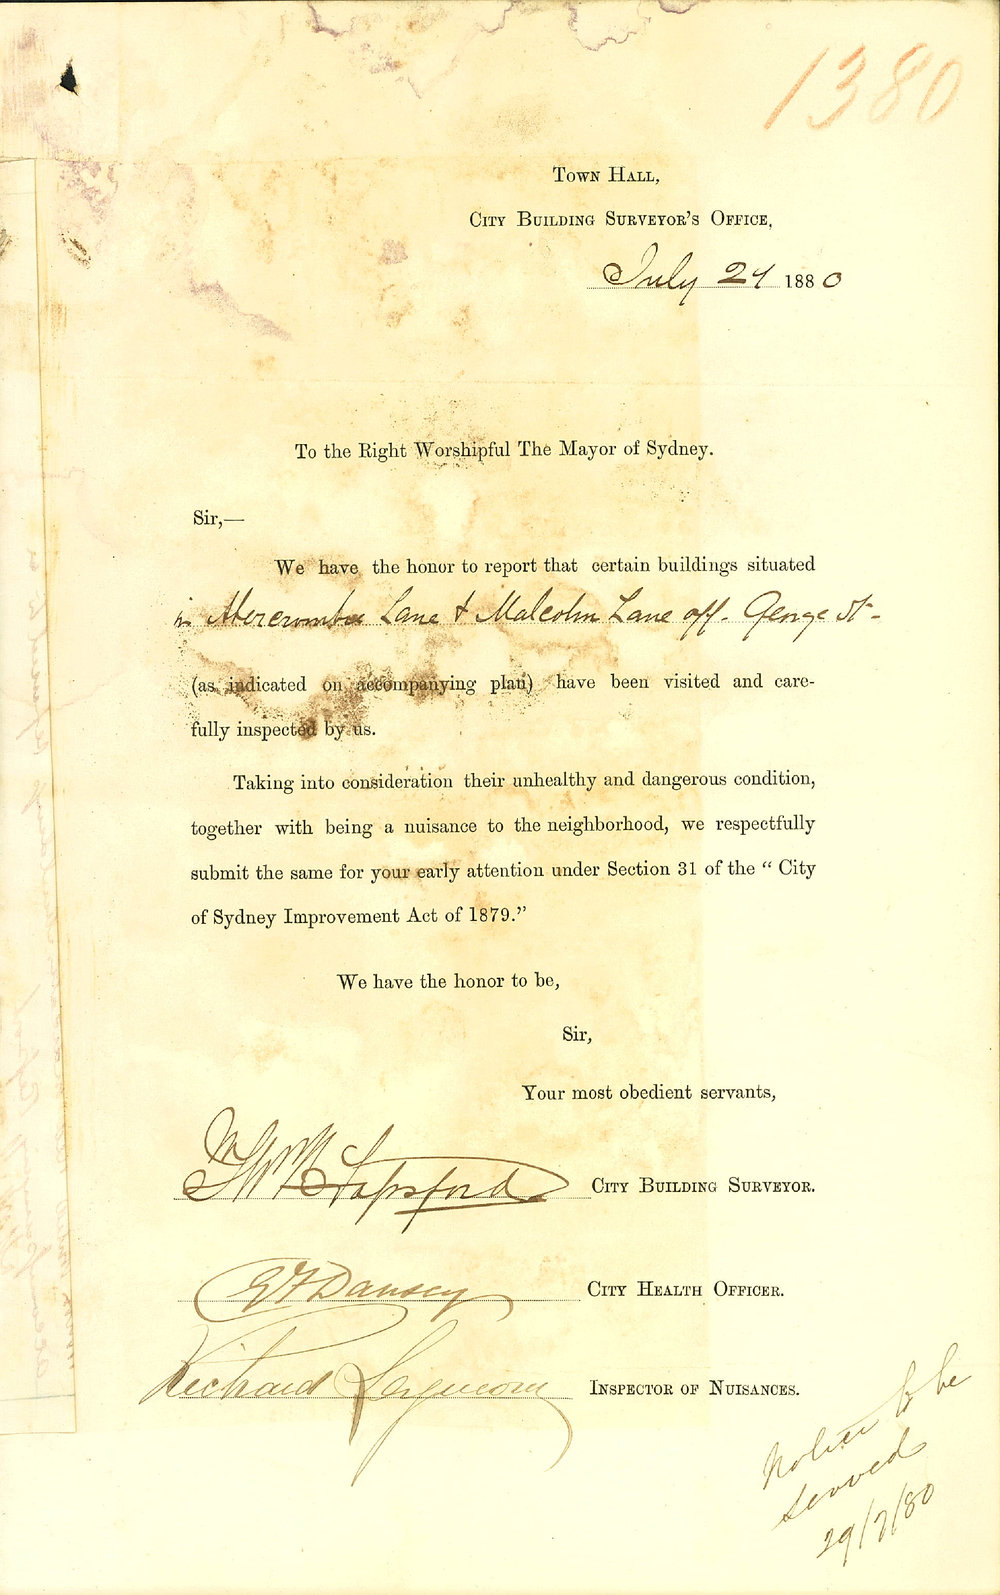 1380
TOWN HALL,
CITY BUILDING SURVEYOR'S OFFICE,
July 27 1880
To the Right Worshipful The Mayor of Sydney.
Sir,—
We have the honor to report that certain buildings situated
in Abercrombie Lane & Malcolm Lane off. George St-
(as indicated on accompanying plan) have been visited and care-
fully inspected by us.
Taking into consideration their unhealthy and dangerous condition,
together with being a nuisance to the neighborhood, we respectfully
submit the same for your early attention under Section 31 of the “ City
of Sydney Improvement Act of 1879.”
We have the honor to be,
Sir,
Your most obedient servants,
CITY BUILDING SURVEYOR.
G F Dansey CITY HEALTH OFFICER.
Richard Seymour INSPECTOR OF NUISANCES.
Notice to be
served
29/7/80